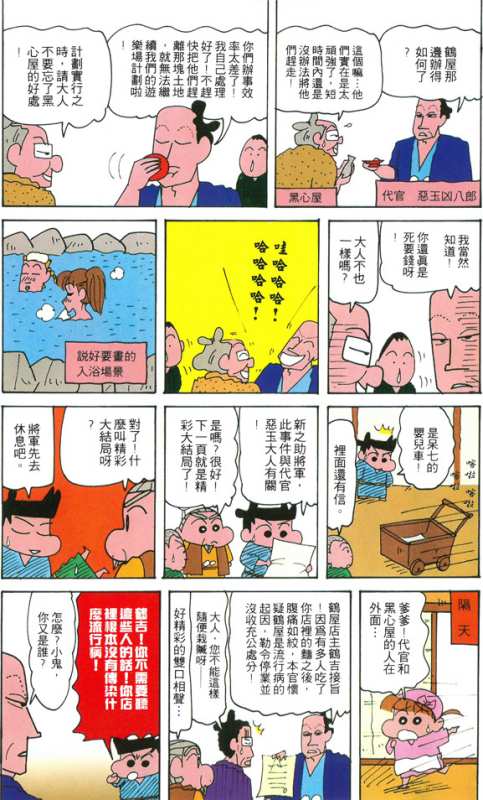 鶴屋那
邊辦得
如何了
?
這個嘛…他
們實在是太
頑強了,短
時間內還是
沒辦法將他
們趕走!
黑心屋
代官 惡玉凶八郎
你們辦事效
率太差了!
我自己處理
好了!不趕
快把他們趕
離那塊土地
,就無法繼
續我們的遊
樂場計劃啦
!
計劃實行之
時,請大人
不要忘了黑
心屋的好處
。
我當然
知道!
你還真是
死要錢呀
!
大人不也
一樣嗎?
哇哈哈哈!
哈哈哈哈!
說好要畫的
入浴場景
是呆七的
嬰兒車!
裡面還有信。
喀啦
喀啦
喀啦
新之助將軍,
此事件與代官
惡玉大人有關
是嗎?很好!
下一頁就是精
彩大結局了!
對了!什
麼叫精彩
大結局呀
?
將軍先去
休息吧。
隔天
爹爹!代官和
黑心屋的人在
外面…
鶴屋店主鶴吉接旨
!因爲有多人吃了
你店裡的麵之後,
腹痛如絞,本官懷
疑鶴屋是流行病的
起因,勒令停業並
沒收充公處分!
大人,您不能這樣
隨便栽贓呀…
好精彩的雙口相聲…
鶴吉!你不需要聽
這些人的話!你店
裡根本沒有傳染什
麼流行病!
怎麼?小鬼,
你又是誰?